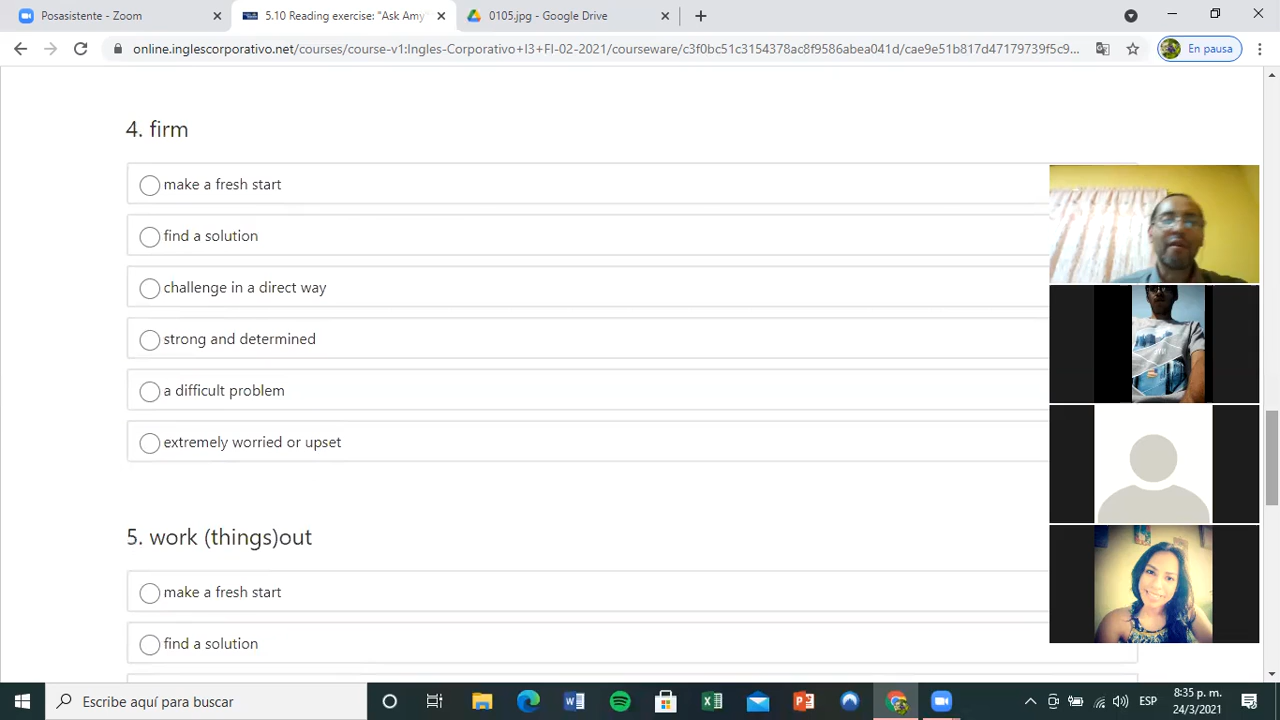 Posasistente - Zoom
5.10 Reading exercise: "Ask Amy"
0105.jpg - Google Drive
online.inglescorporativo.net/courses/course-v1:Ingles-Corporativo+I3+FI-02-2021/courseware/c3f0bc51c3154378ac8f9586abea041d/cae9e51b817d47179739f5c9...
En pausa
4. firm
make a fresh start
find a solution
challenge in a direct way
strong and determined
a difficult problem
extremely worried or upset
5. work (things)out
make a fresh start
find a solution
Escribe aquí para buscar
ESP
8:35 p. m.
24/3/2021